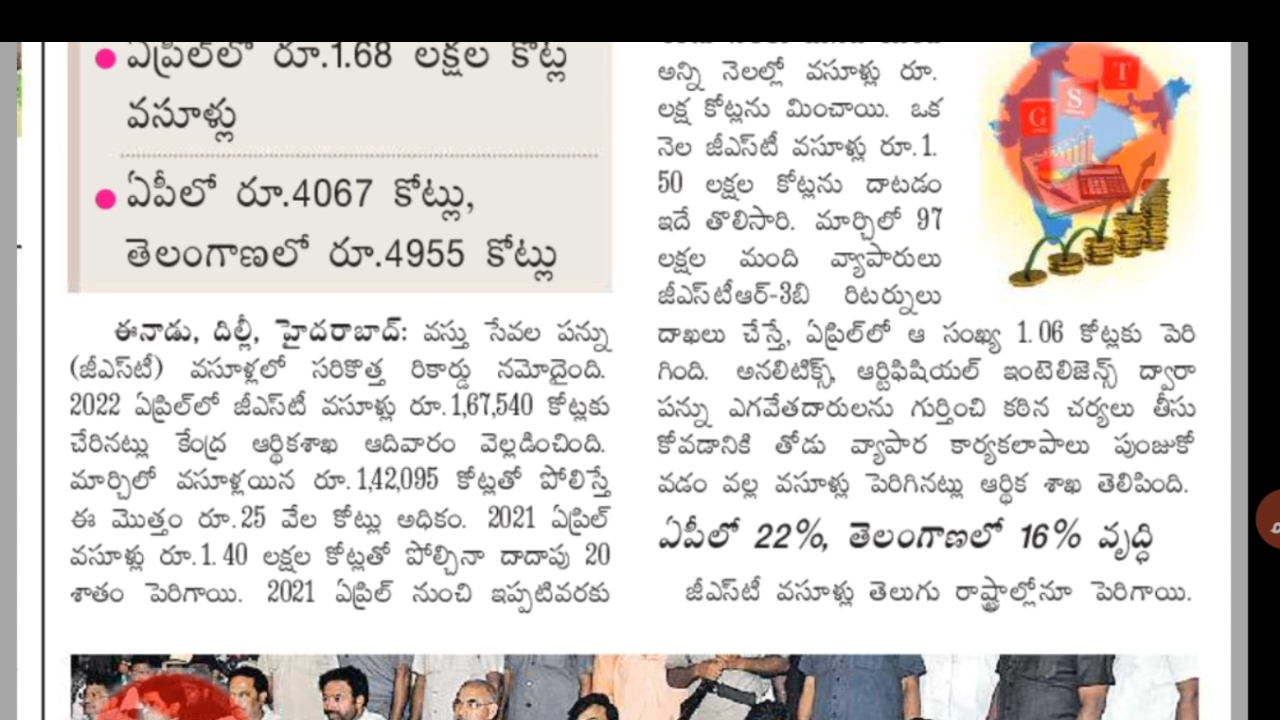 ఏప్రిల్‌లో రూ.1.68 లక్షల కోట్ల
వసూళ్లు
ఏపీలో రూ.4067 కోట్లు,
తెలంగాణలో రూ.4955 కోట్లు
ఈనాడు, దిల్లీ, హైదరాబాద్‌: వస్తు సేవల పన్ను
(జీఎస్‌టీ) వసూళ్లలో సరికొత్త రికార్డు నమోదైంది.
2022 ఏప్రిల్‌లో జీఎస్‌టీ వసూళ్లు రూ.1,67,540 కోట్లకు
చేరినట్లు కేంద్ర ఆర్థికశాఖ ఆదివారం వెల్లడించింది.
మార్చిలో వసూళ్లయిన రూ.1,42,095 కోట్లతో పోలిస్తే
ఈ మొత్తం రూ.25 వేల కోట్లు అధికం. 2021 ఏప్రిల్‌
వసూళ్లు రూ.1.40 లక్షల కోట్లతో పోల్చినా దాదాపు 20
శాతం పెరిగాయి. 2021 ఏప్రిల్‌ నుంచి ఇప్పటివరకు
అన్ని నెలల్లో వసూళ్లు రూ.
లక్ష కోట్లను మించాయి. ఒక
నెల జీఎస్‌టీ వసూళ్లు రూ.1.
50 లక్షల కోట్లను దాటడం
ఇదే తొలిసారి. మార్చిలో 97
లక్షల మంది వ్యాపారులు
జీఎస్‌టీఆర్‌-3బి రిటర్నులు
దాఖలు చేస్తే, ఏప్రిల్‌లో ఆ సంఖ్య 1.06 కోట్లకు పెరి
గింది. అనలిటిక్స్‌, ఆర్టిఫిషియల్‌ ఇంటెలిజెన్స్‌ ద్వారా
పన్ను ఎగవేతదారులను గుర్తించి కఠిన చర్యలు తీసు
కోవడానికి తోడు వ్యాపార కార్యకలాపాలు పుంజుకో
వడం వల్ల వసూళ్లు పెరిగినట్లు ఆర్థిక శాఖ తెలిపింది.
ఏపీలో 22%, తెలంగాణలో 16% వృద్ధి
జీఎస్‌టీ వసూళ్లు తెలుగు రాష్ట్రాల్లోనూ పెరిగాయి.
G S T